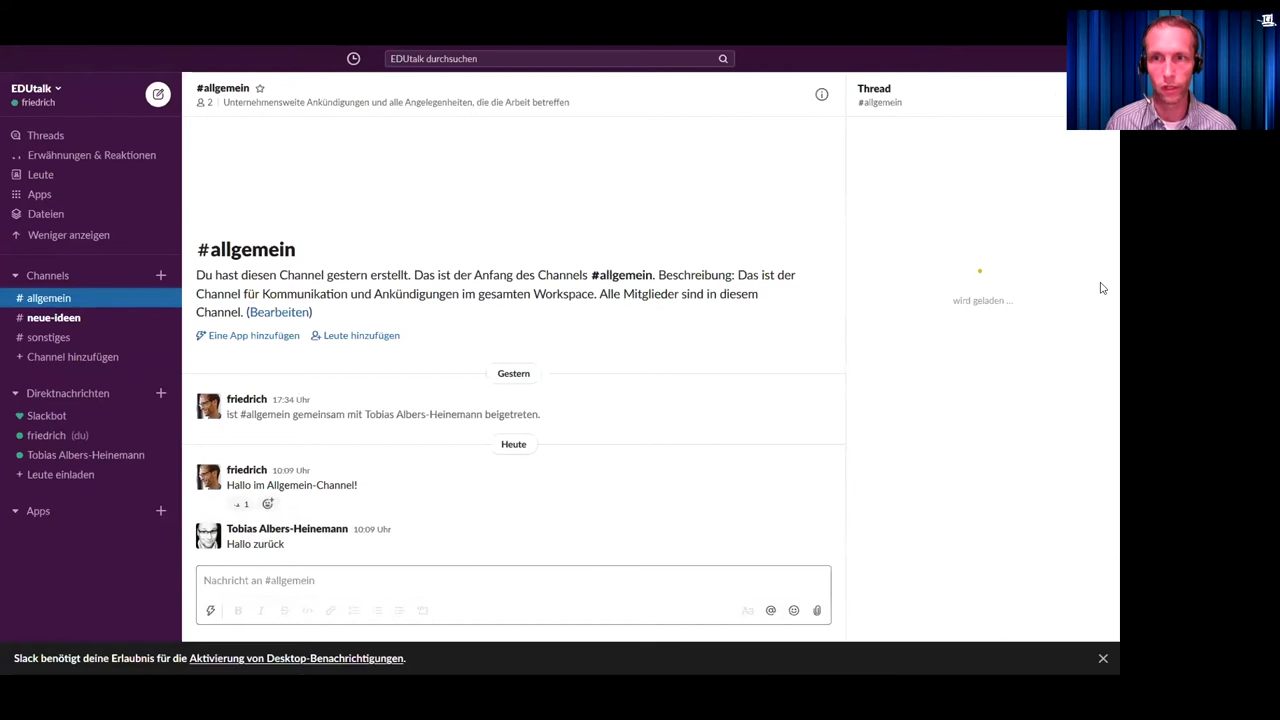 EDUtalk durchsuchen
EDUtalk
friedrich
Threads
Erwähnungen & Reaktionen
Leute
Apps
Dateien
Weniger anzeigen
Channels
# allgemein
# neue-ideen
# sonstiges
+ Channel hinzufügen
Direktnachrichten
Slackbot
friedrich (du)
Tobias Albers-Heinemann
+ Leute einladen
Apps
#allgemein
2 | Unternehmensweite Ankündigungen und alle Angelegenheiten, die die Arbeit betreffen
#allgemein
Du hast diesen Channel gestern erstellt. Das ist der Anfang des Channels #allgemein. Beschreibung: Das ist der
Channel für Kommunikation und Ankündigungen im gesamten Workspace. Alle Mitglieder sind in diesem
Channel. (Bearbeiten)
Eine App hinzufügen Leute hinzufügen
Gestern
friedrich 17:34 Uhr
ist #allgemein gemeinsam mit Tobias Albers-Heinemann beigetreten.
Heute
friedrich 10:09 Uhr
Hallo im Allgemein-Channel!
1
Tobias Albers-Heinemann 10:09 Uhr
Hallo zurück
Nachricht an #allgemein
B I Aa @
Thread
#allgemein
wird geladen ...
Slack benötigt deine Erlaubnis für die Aktivierung von Desktop-Benachrichtigungen.